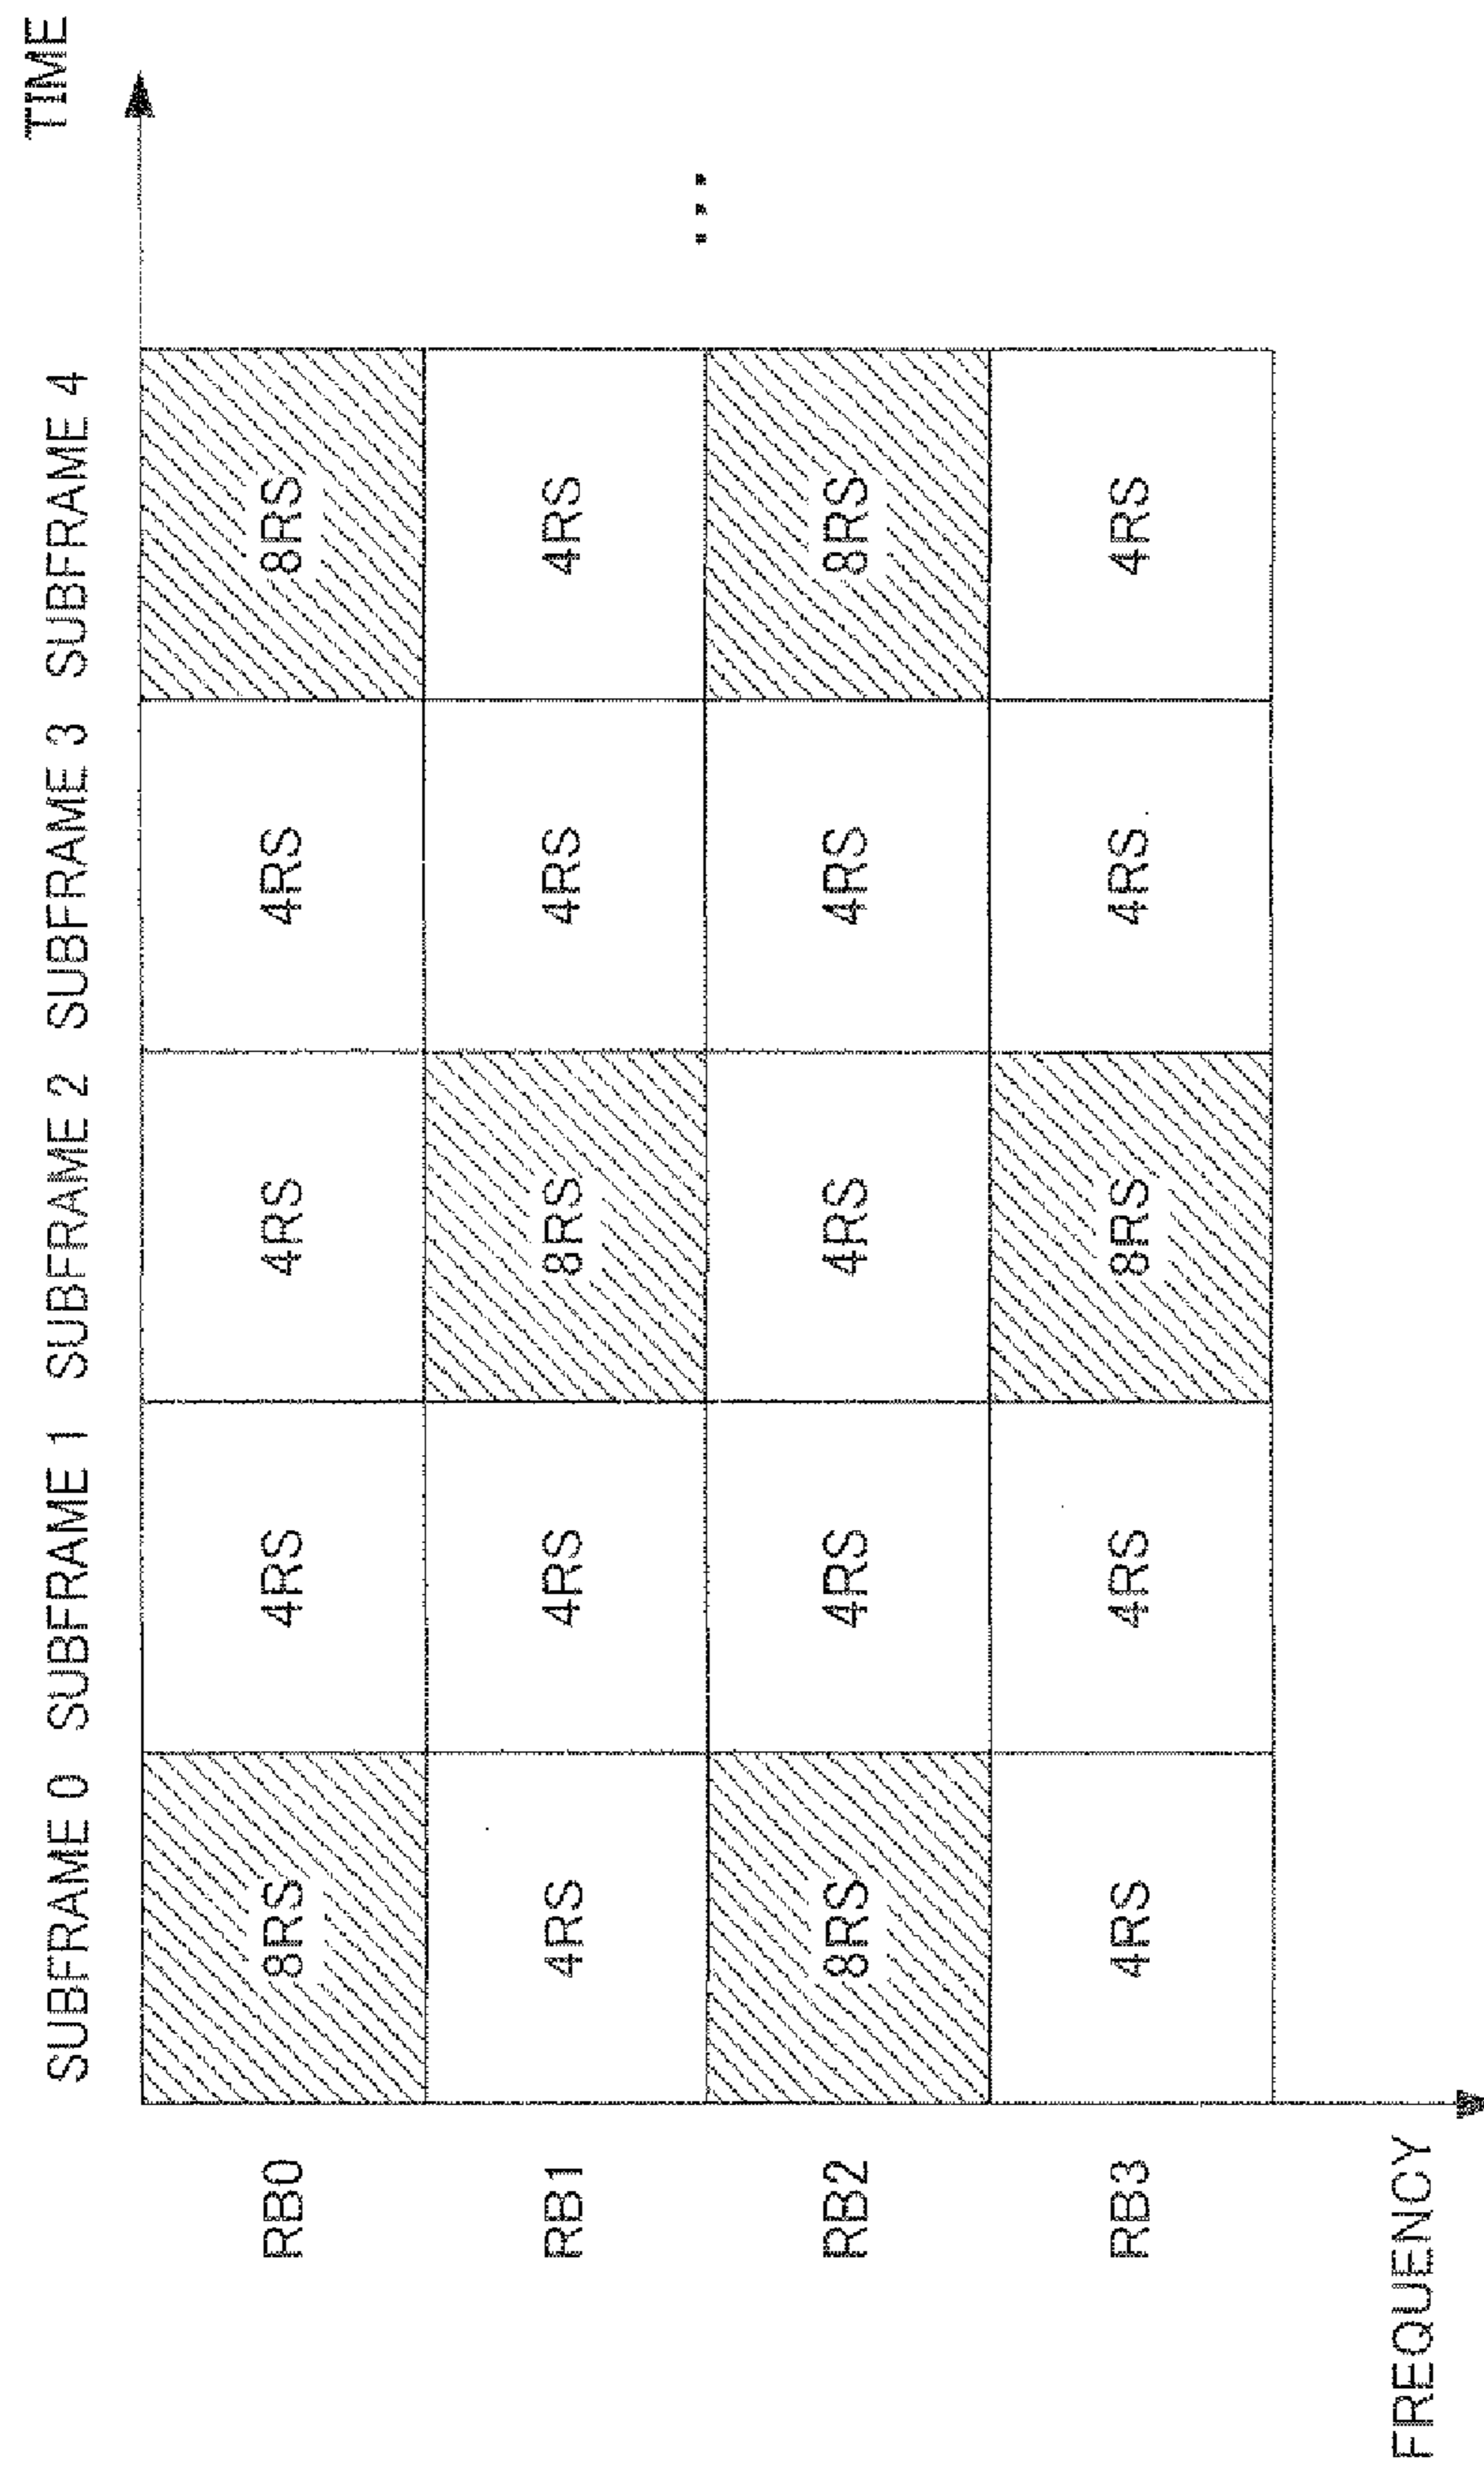 TIME
SUBFRAME 0 SUBFRAME 1 SUBFRAME 2 SUBFRAME 3 SUBFRAME 4
RB0 8RS 4RS 4RS 4RS 8RS
RB1 4RS 4RS 8RS 4RS 4RS
RB2 8RS 4RS 4RS 4RS 8RS
RB3 4RS 4RS 8RS 4RS 4RS
...
FREQUENCY